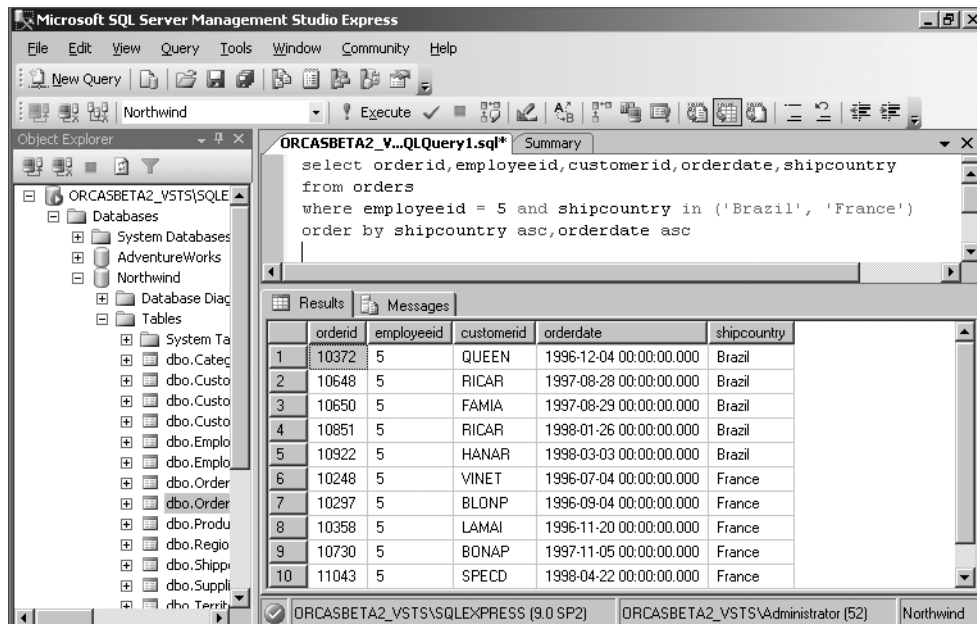 Microsoft SQL Server Management Studio Express
File Edit View Query Tools Window Community Help
New Query
Northwind Execute
Object Explorer
ORCASBETA2_VSTS\SQLE
Databases
System Databases
AdventureWorks
Northwind
Database Diag
Tables
System Ta
dbo.Categ
dbo.Custo
dbo.Custo
dbo.Custo
dbo.Emplo
dbo.Emplo
dbo.Order
dbo.Order
dbo.Produ
dbo.Regio
dbo.Shipp
dbo.Suppli
dbo.Territ
ORCASBETA2_V...QLQuery1.sql* Summary
select orderid,employeeid,customerid,orderdate,shipcountry
from orders
where employeeid = 5 and shipcountry in ('Brazil', 'France')
order by shipcountry asc,orderdate asc
Results Messages
orderid employeeid customerid orderdate shipcountry
1 10372 5 QUEEN 1996-12-04 00:00:00.000 Brazil
2 10648 5 RICAR 1997-08-28 00:00:00.000 Brazil
3 10650 5 FAMIA 1997-08-29 00:00:00.000 Brazil
4 10851 5 RICAR 1998-01-26 00:00:00.000 Brazil
5 10922 5 HANAR 1998-03-03 00:00:00.000 Brazil
6 10248 5 VINET 1996-07-04 00:00:00.000 France
7 10297 5 BLONP 1996-09-04 00:00:00.000 France
8 10358 5 LAMAI 1996-11-20 00:00:00.000 France
9 10730 5 BONAP 1997-11-05 00:00:00.000 France
10 11043 5 SPECD 1998-04-22 00:00:00.000 France
ORCASBETA2_VSTS\SQLEXPRESS (9.0 SP2) ORCASBETA2_VSTS\Administrator (52) Northwind